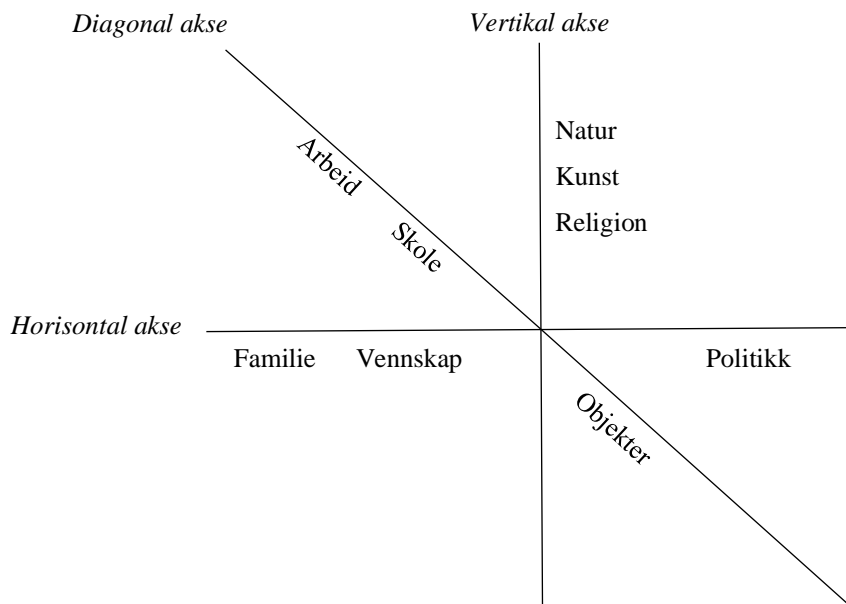 Diagonal akse
Vertikal akse
Natur
Arbeid
Kunst
Skole
Religion
Horisontal akse
Familie
Vennskap
Politikk
Objekter